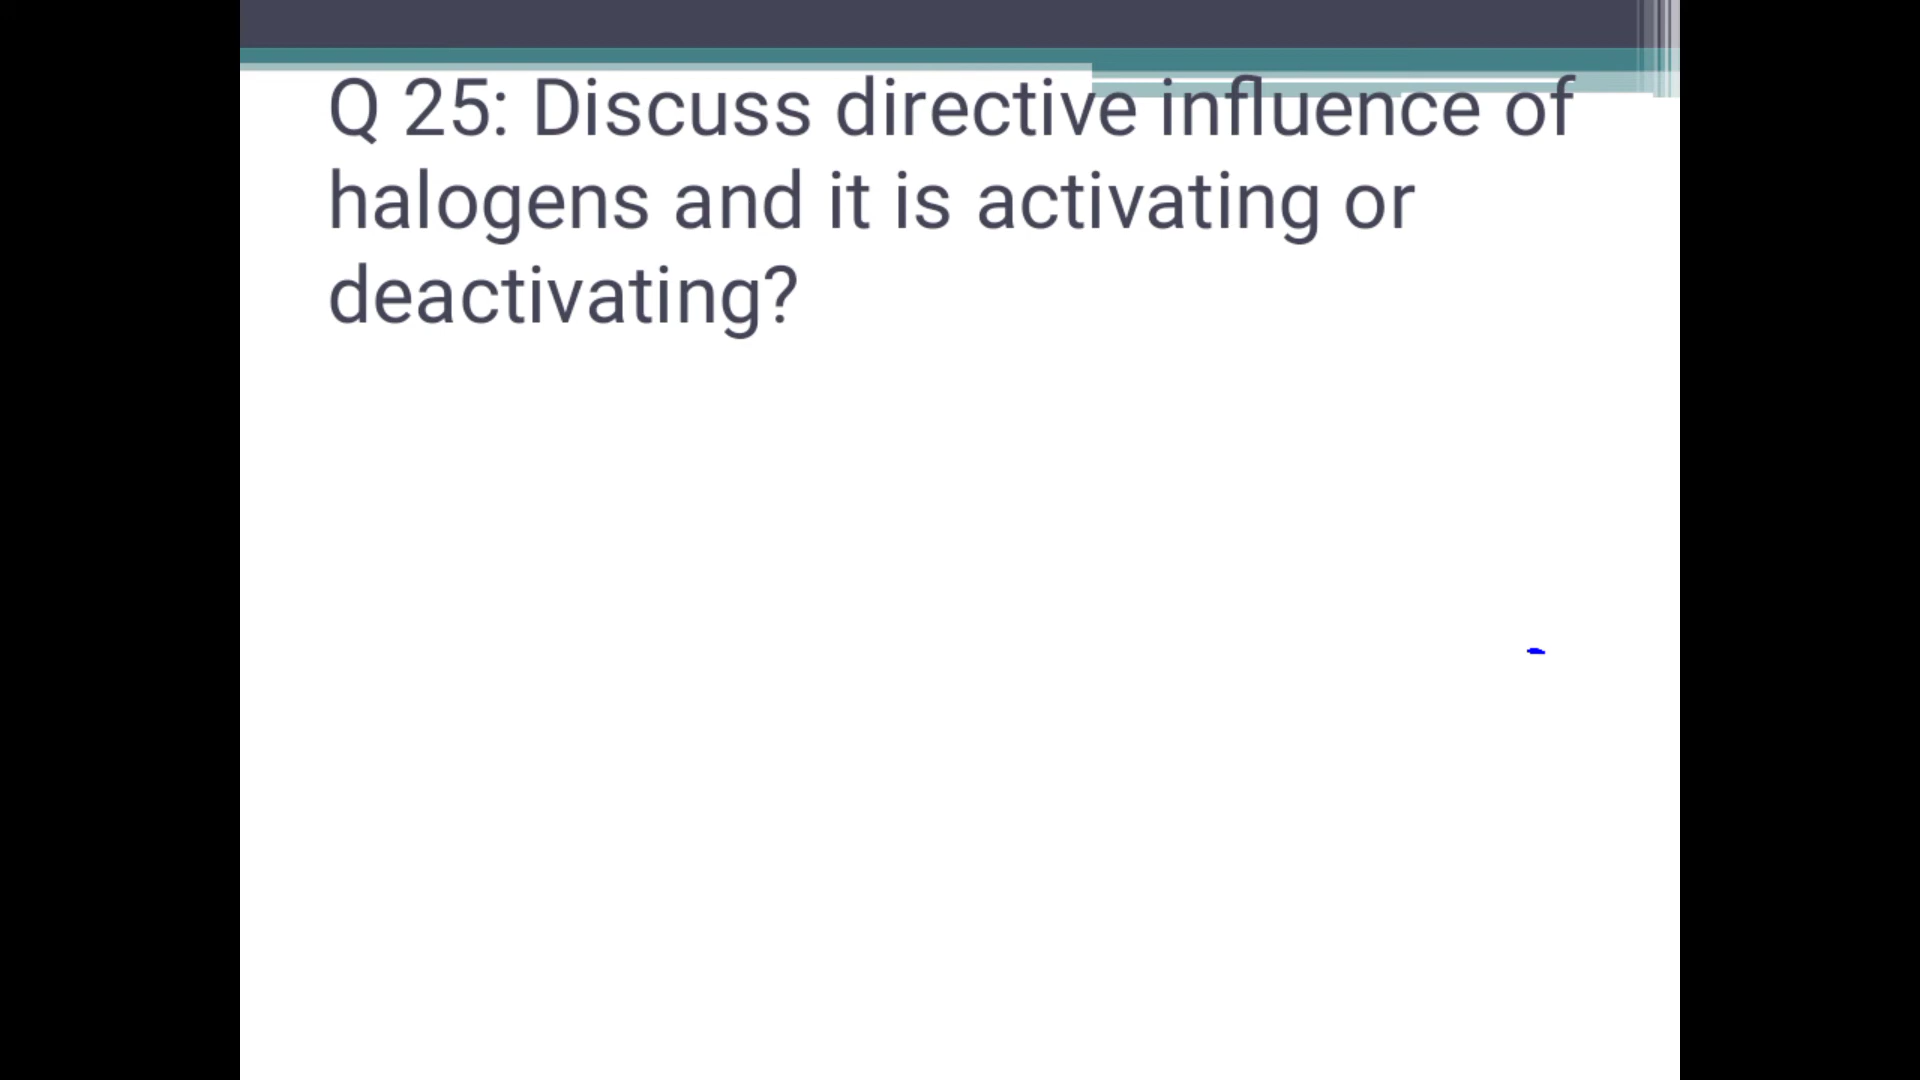 Q 25: Discuss directive influence of
halogens and it is activating or
deactivating?